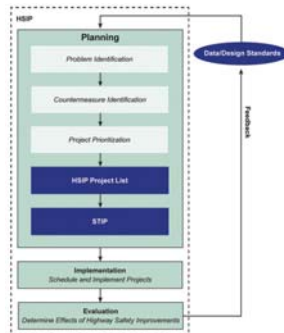 HSIP
Planning
Problem Identification
Countermeasure Identification
Project Prioritization
HSIP Project List
STIP
Implementation
Schedule and Implement Projects
Evaluation
Determine Effects of Highway Safety Improvements
Data/Design Standards
Feedback